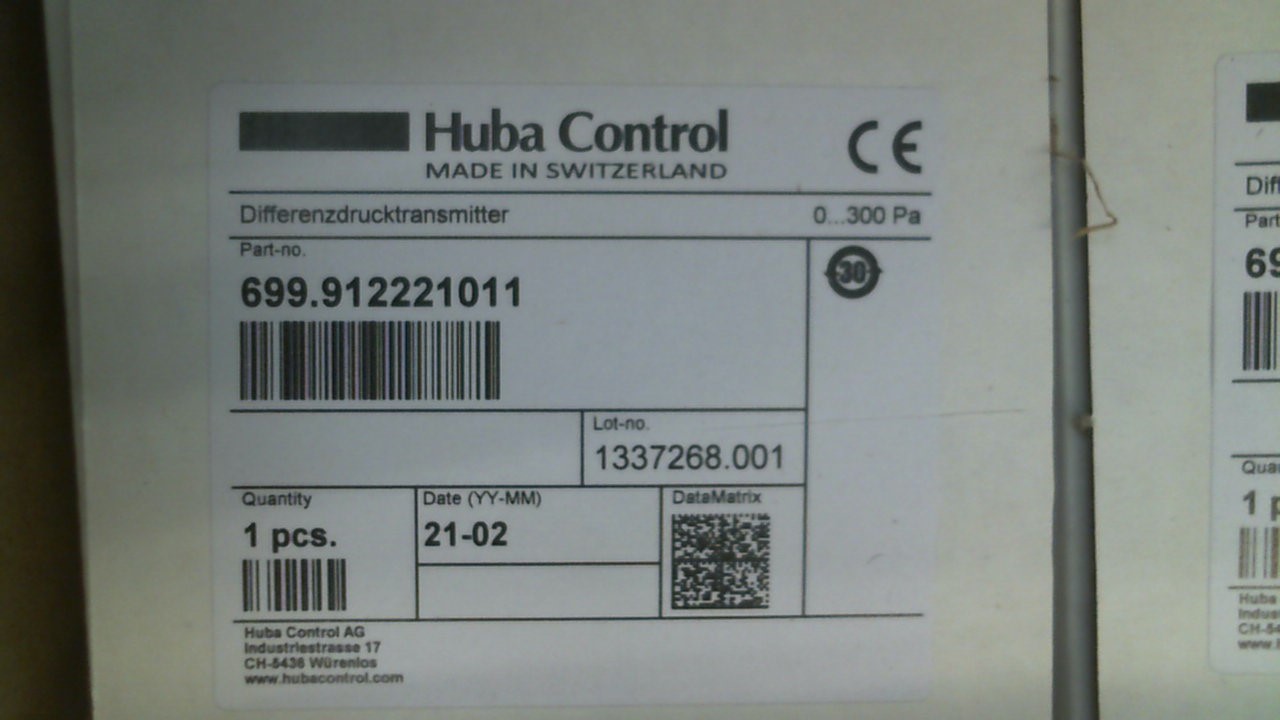 Huba Control
MADE IN SWITZERLAND
CE
Differenzdrucktransmitter
0...300 Pa
Part-no.
699.912221011
30
Lot-no.
1337268.001
Quantity
1 pcs.
Date (YY-MM)
21-02
DataMatrix
Huba Control AG
Industriestrasse 17
CH-5436 Würenlos
www.hubacontrol.com
Diff
Part
69
Qua
1 p
Huba
Indus
CH-5
www.